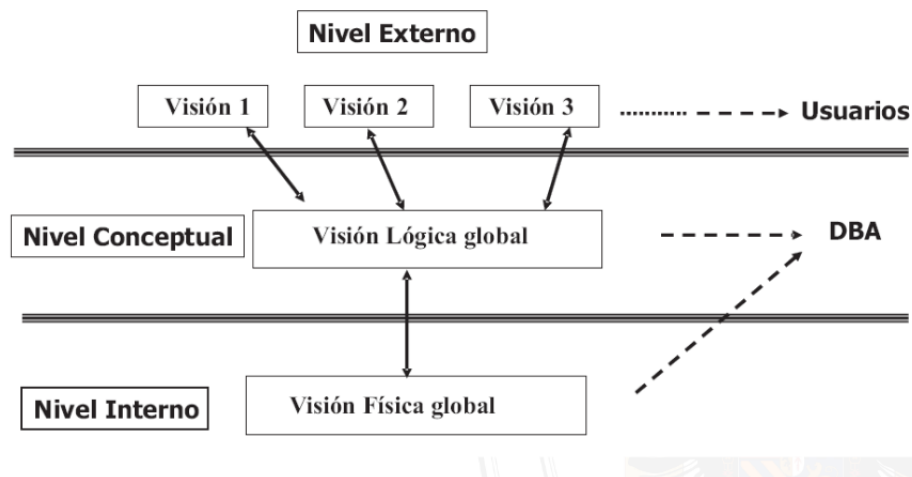 Nivel Externo
Visión 1
Visión 2
Visión 3
Usuarios
Nivel Conceptual
Visión Lógica global
DBA
Nivel Interno
Visión Física global